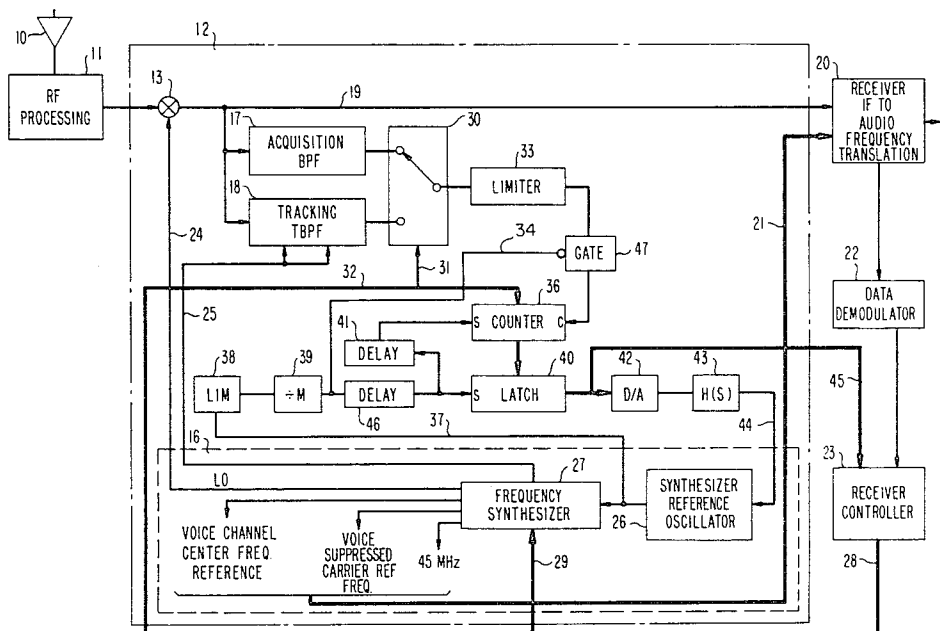 10
11
RF
PROCESSING
12
13
19
17
ACQUISITION
BPF
18
TRACKING
TBPF
30
33
LIMITER
34
GATE
47
20
RECEIVER
IF TO
AUDIO
FREQUENCY
TRANSLATION
21
22
DATA
DEMODULATOR
24
25
32
31
36
S COUNTER C
41
DELAY
38
LIM
39
÷M
DELAY
46
40
S LATCH
42
D/A
43
H(S)
44
45
37
16
LO
27
FREQUENCY
SYNTHESIZER
26
SYNTHESIZER
REFERENCE
OSCILLATOR
23
RECEIVER
CONTROLLER
28
29
VOICE CHANNEL
CENTER FREQ.
REFERENCE
VOICE
SUPPRESSED
CARRIER REF
FREQ.
45 MHz